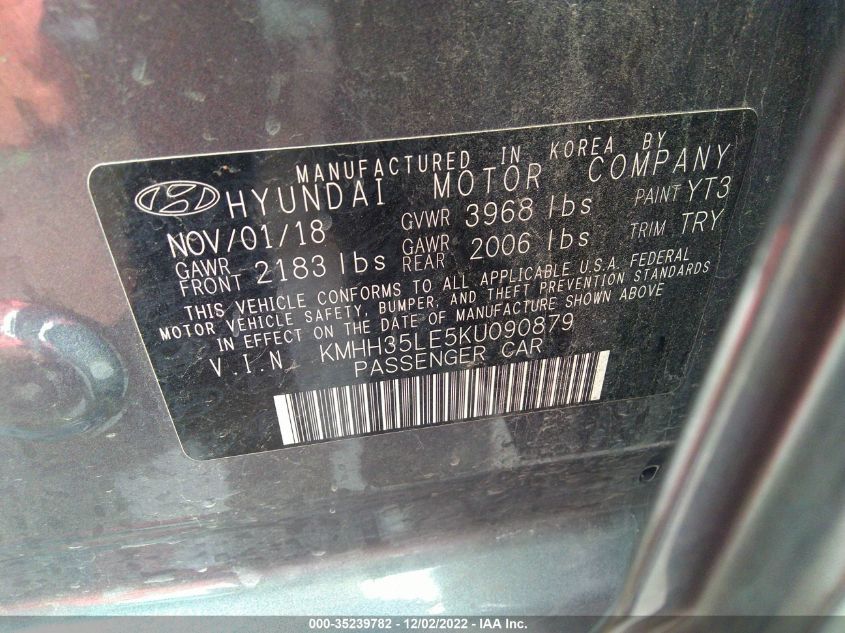 MANUFACTURED IN KOREA BY
HYUNDAI MOTOR COMPANY
NOV/01/18 GVWR 3968 lbs PAINT YT3
GAWR FRONT 2183 lbs GAWR REAR 2006 lbs TRIM TRY
THIS VEHICLE CONFORMS TO ALL APPLICABLE U.S.A. FEDERAL
MOTOR VEHICLE SAFETY, BUMPER, AND THEFT PREVENTION STANDARDS
IN EFFECT ON THE DATE OF MANUFACTURE SHOWN ABOVE
V.I.N. KMHH35LE5KU090879
PASSENGER CAR
000-35239782 - 12/02/2022 - IAA Inc.